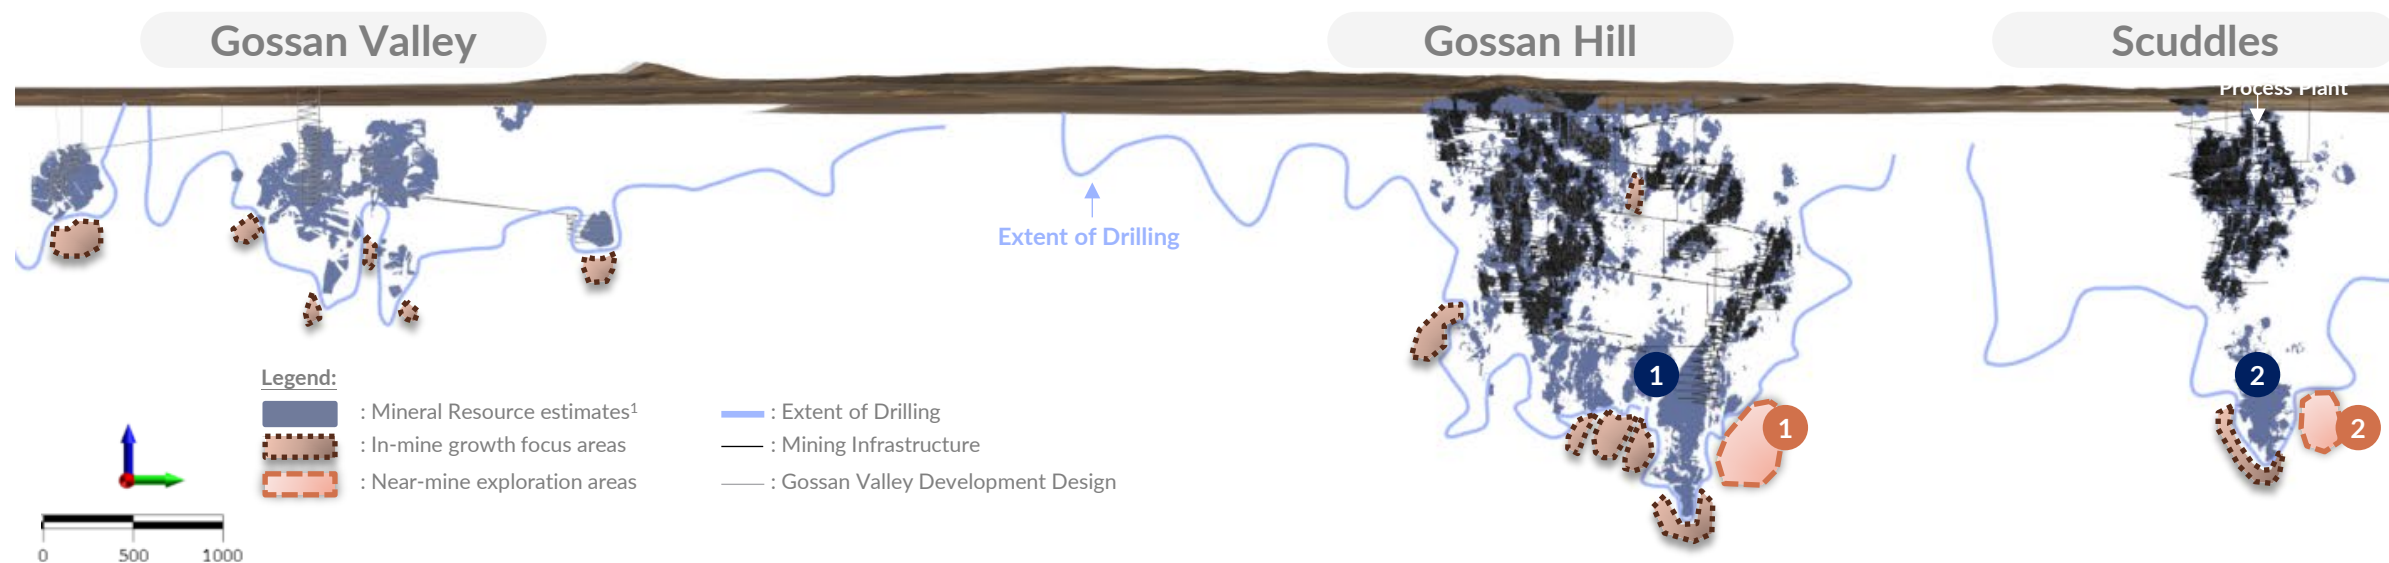 Gossan Valley
Gossan Hill
Scuddles
Process Plant
Extent of Drilling
Legend:
: Mineral Resource estimates¹
: In-mine growth focus areas
: Near-mine exploration areas
: Extent of Drilling
: Mining Infrastructure
: Gossan Valley Development Design
1
2
1
2
0 500 1000